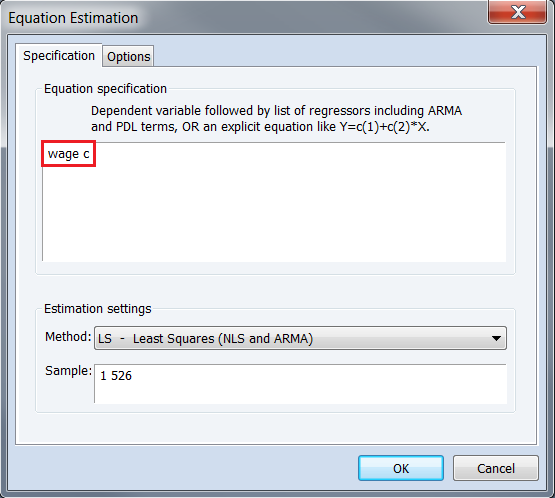 Equation Estimation
Specification
Options
Equation specification
Dependent variable followed by list of regressors including ARMA
and PDL terms, OR an explicit equation like Y=c(1)+c(2)*X.
wage c
Estimation settings
Method:
LS - Least Squares (NLS and ARMA)
Sample:
1 526
OK
Cancel